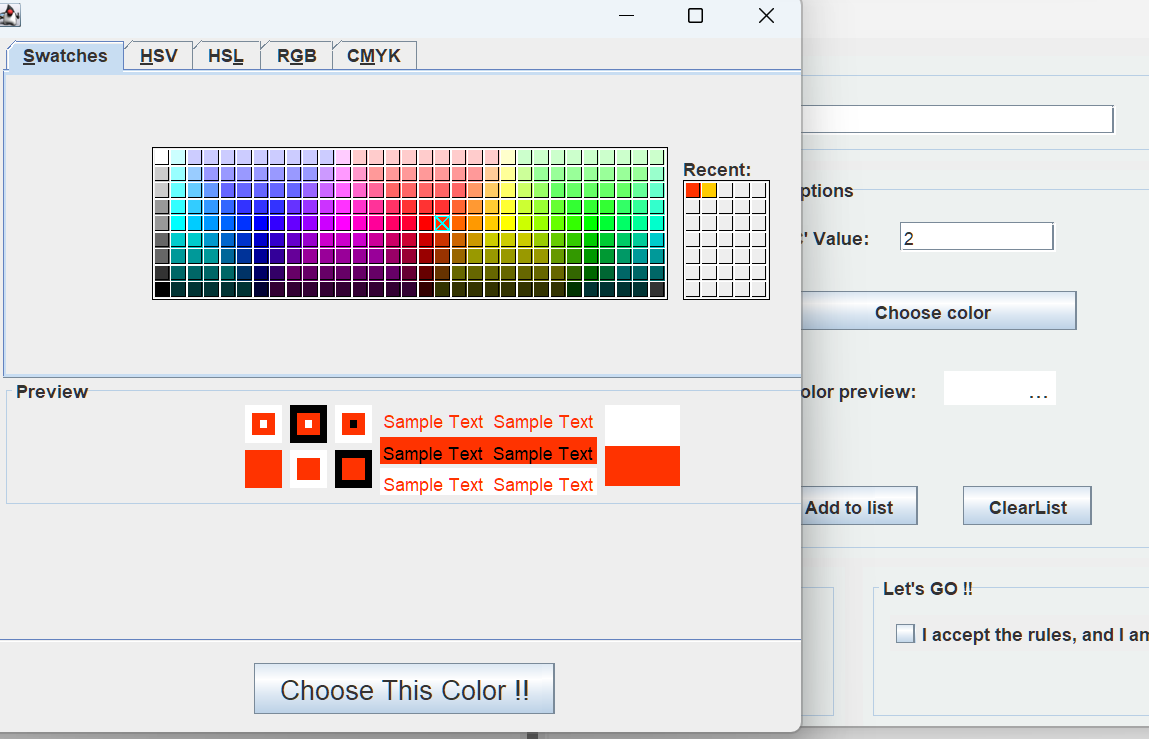 Swatches HSV HSL RGB CMYK
Recent:
Preview
Sample Text Sample Text
Sample Text Sample Text
Sample Text Sample Text
Choose This Color !!
ptions
' Value: 2
Choose color
olor preview: ...
Add to list ClearList
Let's GO !!
I accept the rules, and I am